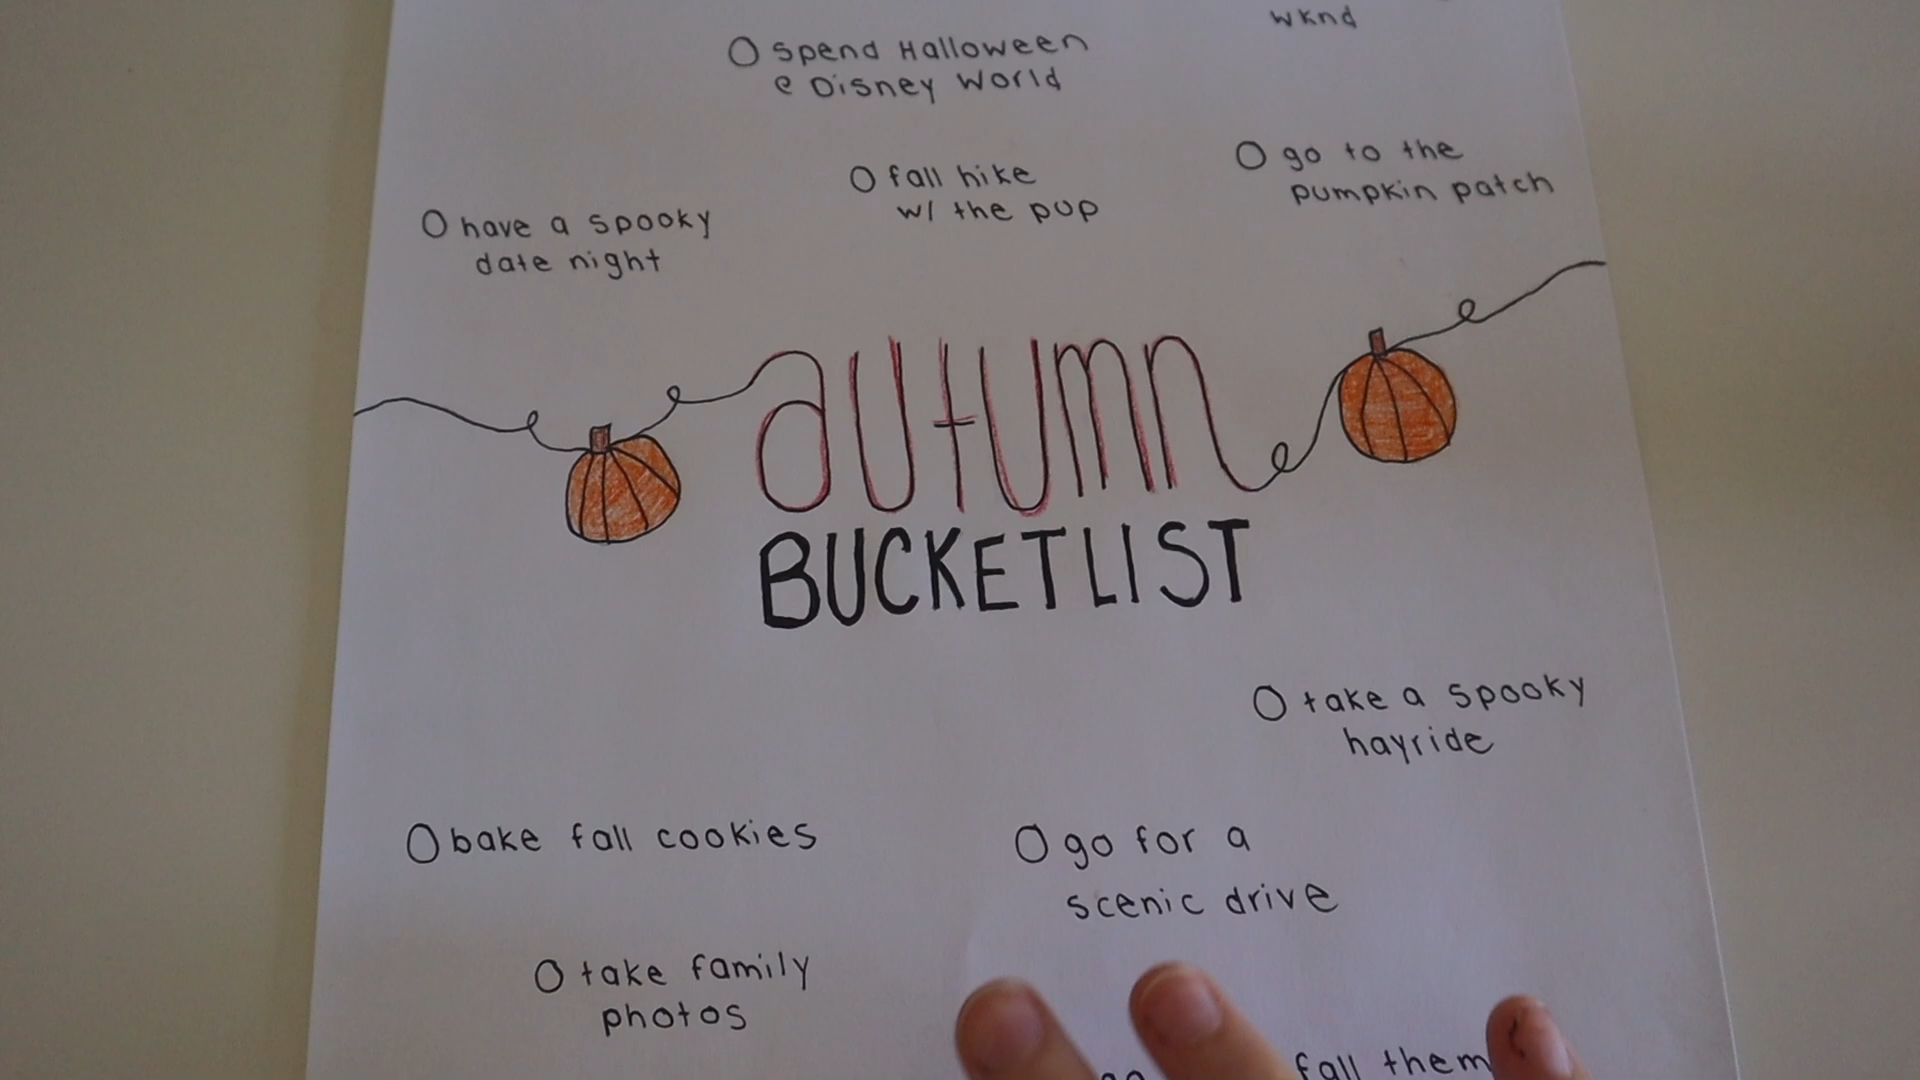 wknd
O spend Halloween
@ Disney World
O fall hike
w/ the pup
O go to the
pumpkin patch
O have a spooky
date night
autumn
BUCKETLIST
O take a spooky
hayride
O bake fall cookies
O go for a
scenic drive
O take family
photos
fall